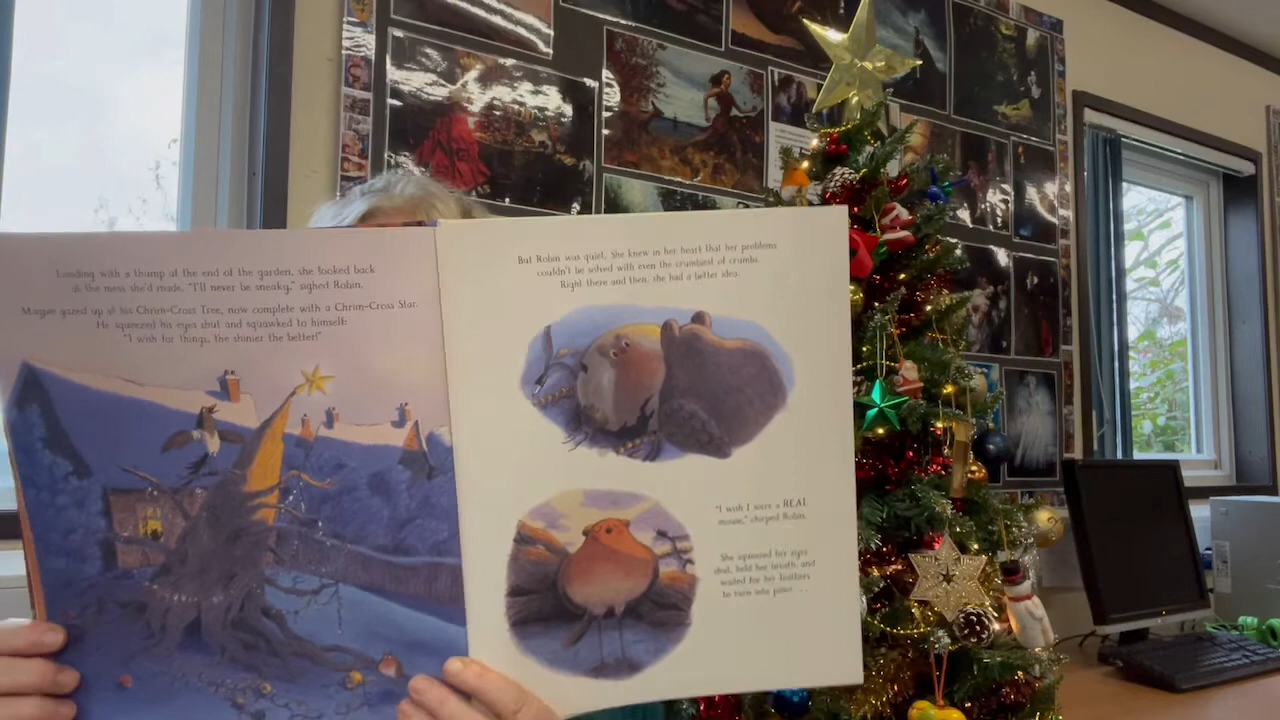 Landing with a thump at the end of the garden, she looked back
at the mess she'd made. "I'll never be sneaky," sighed Robin.
Magpie gazed up at his Chrim-Cross Tree, now complete with a Chrim-Cross Star.
He squeezed his eyes shut and squawked to himself:
"I wish for things, the shinier the better!"
But Robin was quiet. She knew in her heart that her problems
couldn't be solved with even the crumbiest of crumbs.
Right there and then, she had a better idea.
"I wish I were a REAL
mouse," chirped Robin.
She squeezed her eyes
shut, held her breath, and
waited for her feathers
to turn into